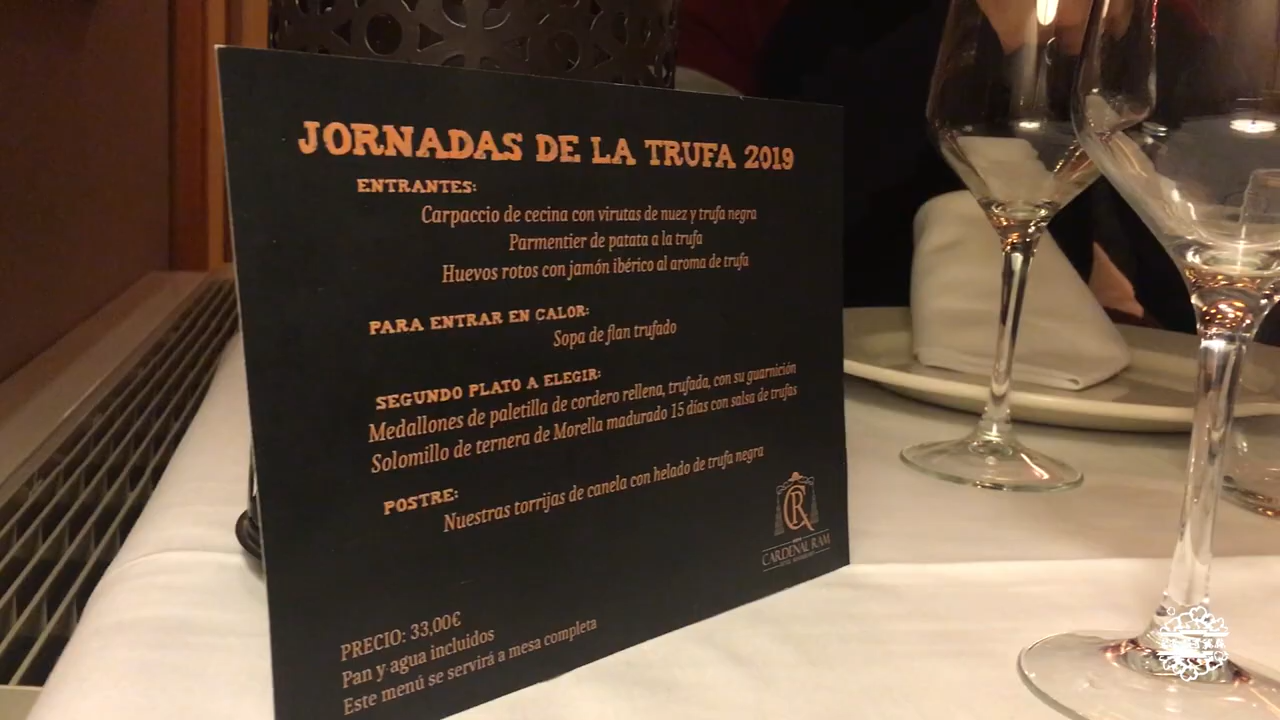 JORNADAS DE LA TRUFA 2019
ENTRANTES:
Carpaccio de cecina con virutas de nuez y trufa negra
Parmentier de patata a la trufa
Huevos rotos con jamón ibérico al aroma de trufa
PARA ENTRAR EN CALOR:
Sopa de flan trufado
SEGUNDO PLATO A ELEGIR:
Medallones de paletilla de cordero rellena, trufada, con su guarnición
Solomillo de ternera de Morella madurado 15 días con salsa de trufas
POSTRE:
Nuestras torrijas de canela con helado de trufa negra
CARDENAL RAM
PRECIO: 33,00€
Pan y agua incluidos
Este menú se servirá a mesa completa